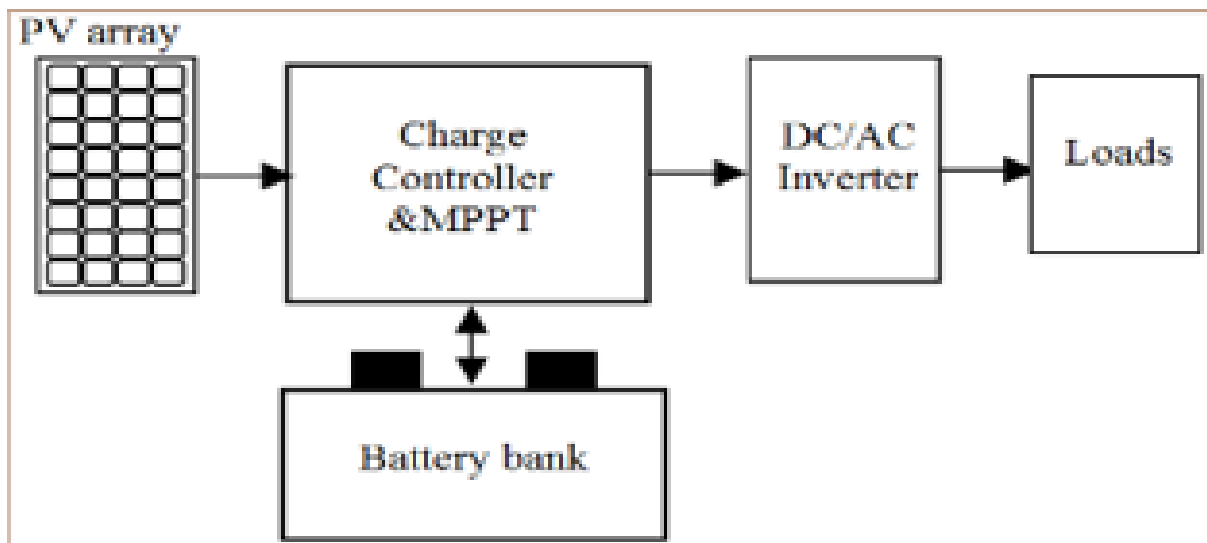 PV array
Charge
Controller
&MPPT
DC/AC
Inverter
Loads
Battery bank